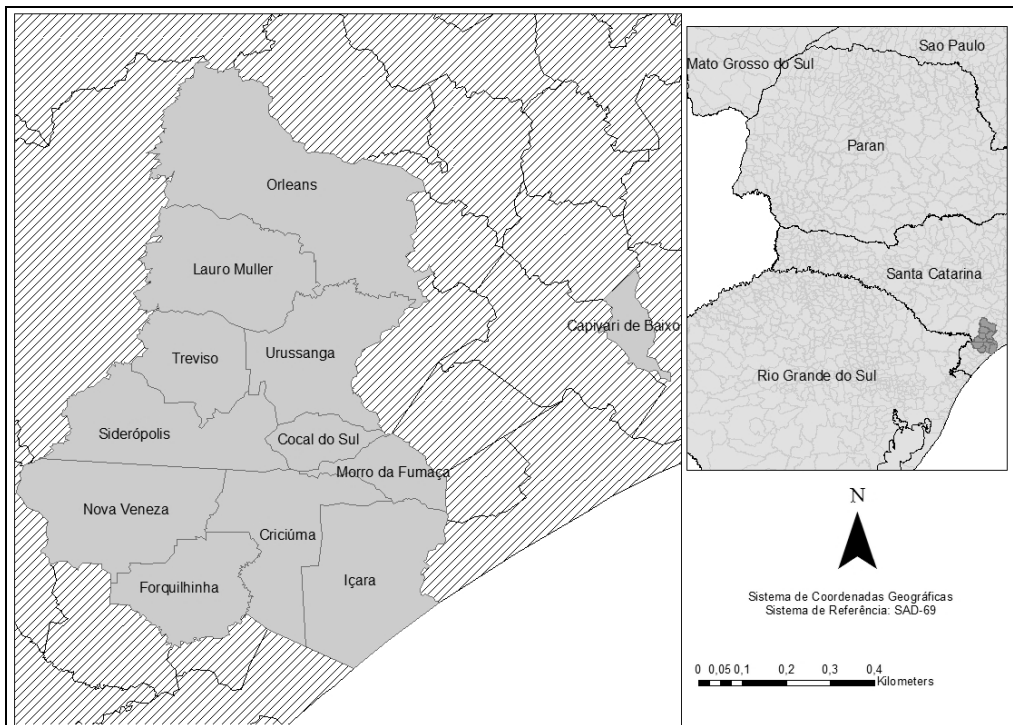 Orleans
Lauro Muller
Capivari de Baixo
Treviso
Urussanga
Siderópolis
Cocal do Sul
Morro da Fumaça
Nova Veneza
Criciúma
Forquilhinha
Içara
Sao Paulo
Mato Grosso do Sul
Paran
Santa Catarina
Rio Grande do Sul
N
Sistema de Coordenadas Geográficas
Sistema de Referência: SAD-69
0 0,05 0,1 0,2 0,3 0,4
Kilometers